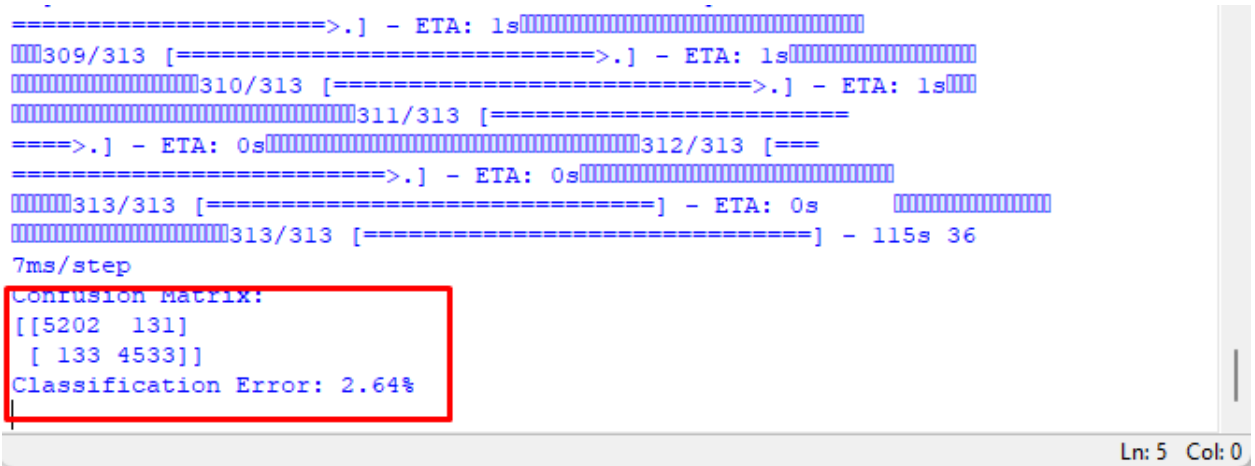 =====================>.] - ETA: 1s
309/313 [============================>.] - ETA: 1s
310/313 [============================>.] - ETA: 1s
311/313 [========================
====>.] - ETA: 0s312/313 [===
=========================>.] - ETA: 0s
313/313 [==============================] - ETA: 0s
313/313 [==============================] - 115s 36
7ms/step
Confusion Matrix:
[[5202  131]
 [ 133 4533]]
Classification Error: 2.64%
Ln: 5 Col: 0